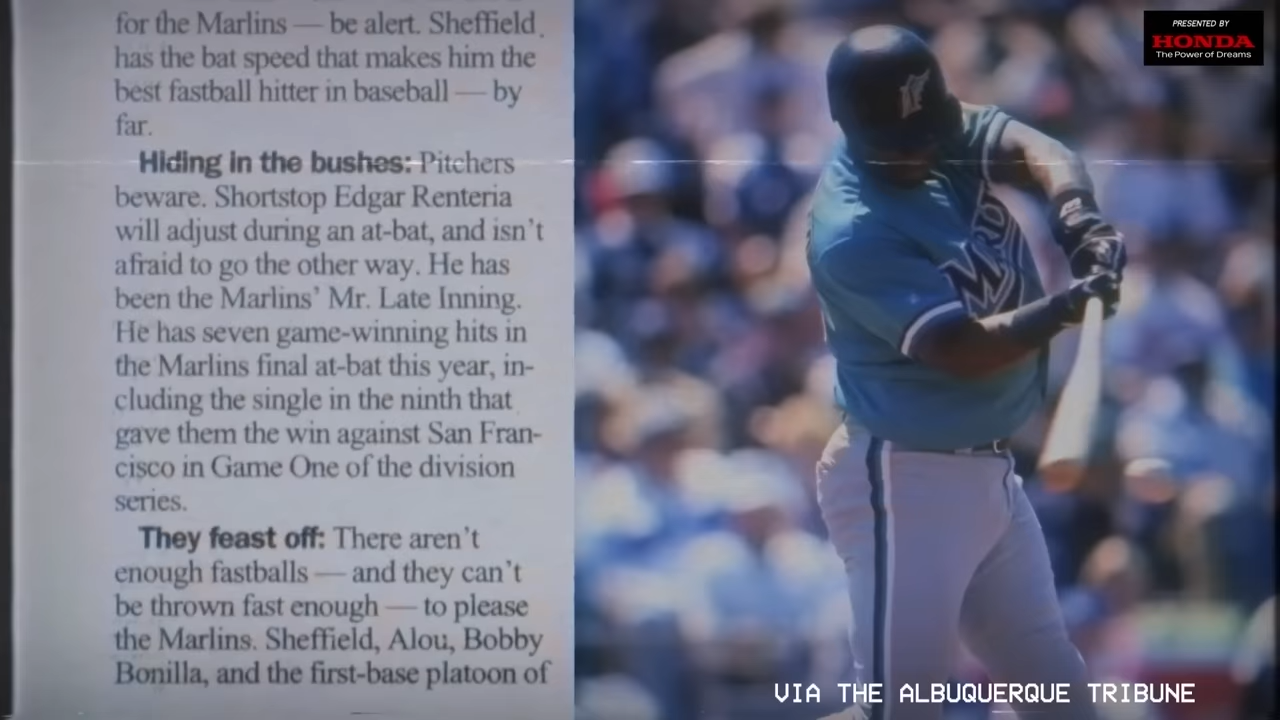 for the Marlins — be alert. Sheffield
has the bat speed that makes him the
best fastball hitter in baseball — by
far.
Hiding in the bushes: Pitchers
beware. Shortstop Edgar Renteria
will adjust during an at-bat, and isn't
afraid to go the other way. He has
been the Marlins' Mr. Late Inning.
He has seven game-winning hits in
the Marlins final at-bat this year, in-
cluding the single in the ninth that
gave them the win against San Fran-
cisco in Game One of the division
series.
They feast off: There aren't
enough fastballs — and they can't
be thrown fast enough — to please
the Marlins. Sheffield, Alou, Bobby
Bonilla, and the first-base platoon of
PRESENTED BY
HONDA
The Power of Dreams
VIA THE ALBUQUERQUE TRIBUNE